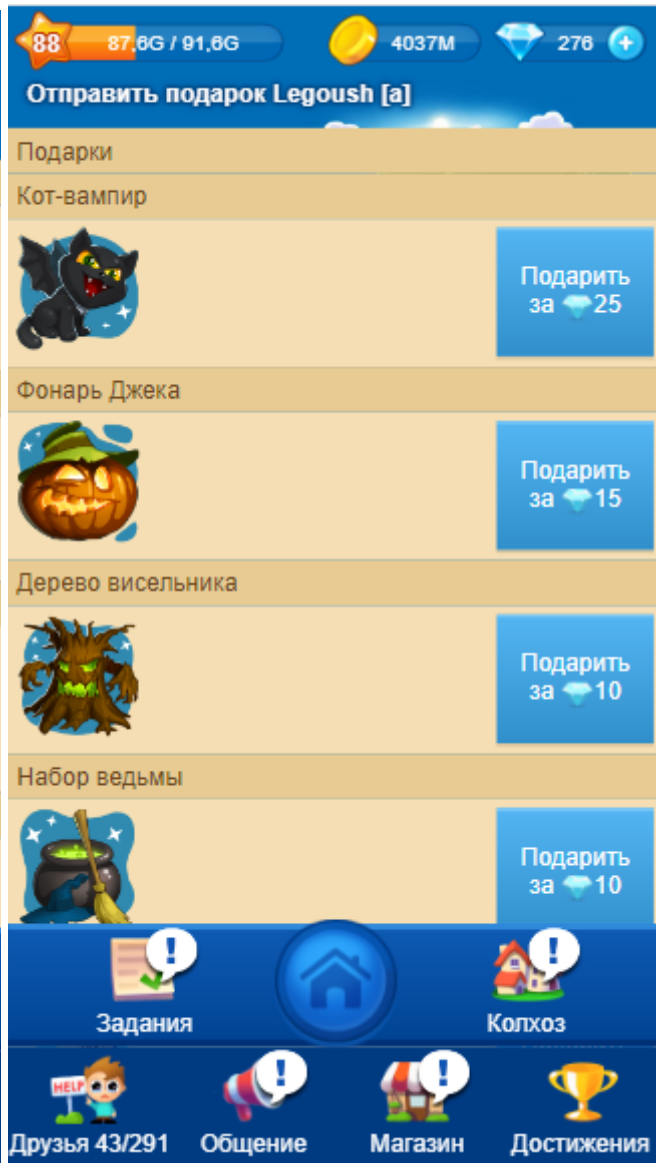 88 87,6G / 91,6G 4037M 276
Отправить подарок Legoush [a]
Подарки
Кот-вампир
Подарить
за 25
Фонарь Джека
Подарить
за 15
Дерево висельника
Подарить
за 10
Набор ведьмы
Подарить
за 10
! !
Задания Колхоз
HELP ! !
Друзья 43/291 Общение Магазин Достижения